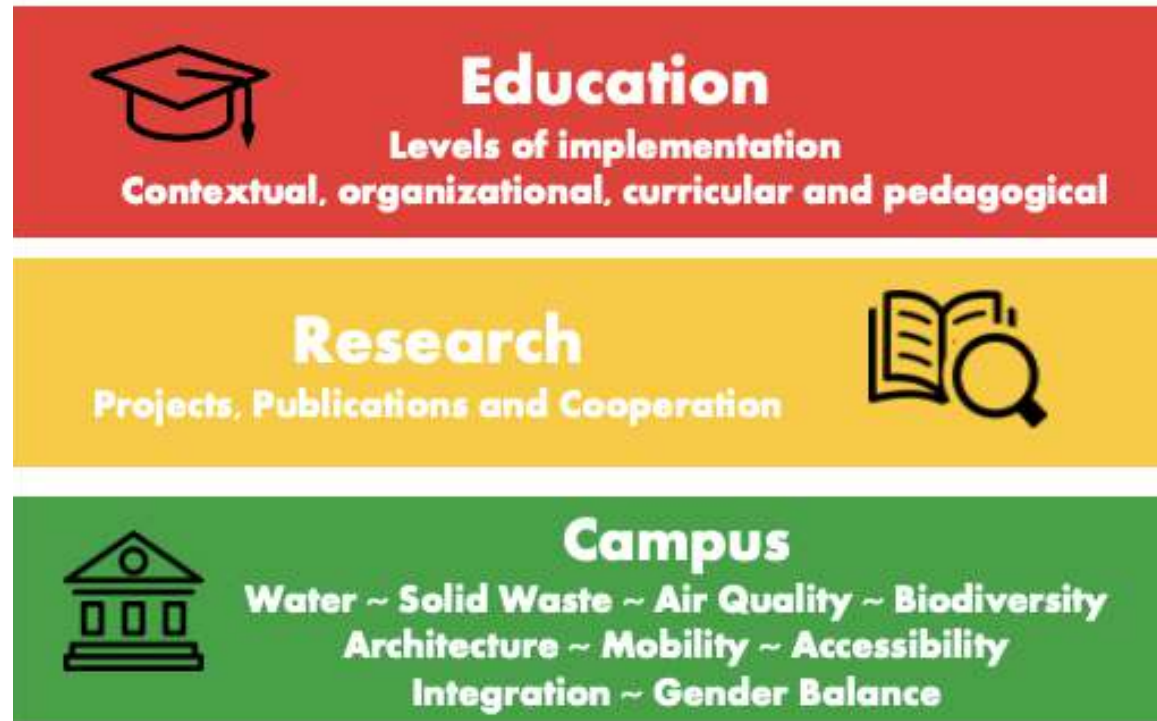 Education
Levels of implementation
Contextual, organizational, curricular and pedagogical
Research
Projects, Publications and Cooperation
Campus
Water ~ Solid Waste ~ Air Quality ~ Biodiversity
Architecture ~ Mobility ~ Accessibility
Integration ~ Gender Balance